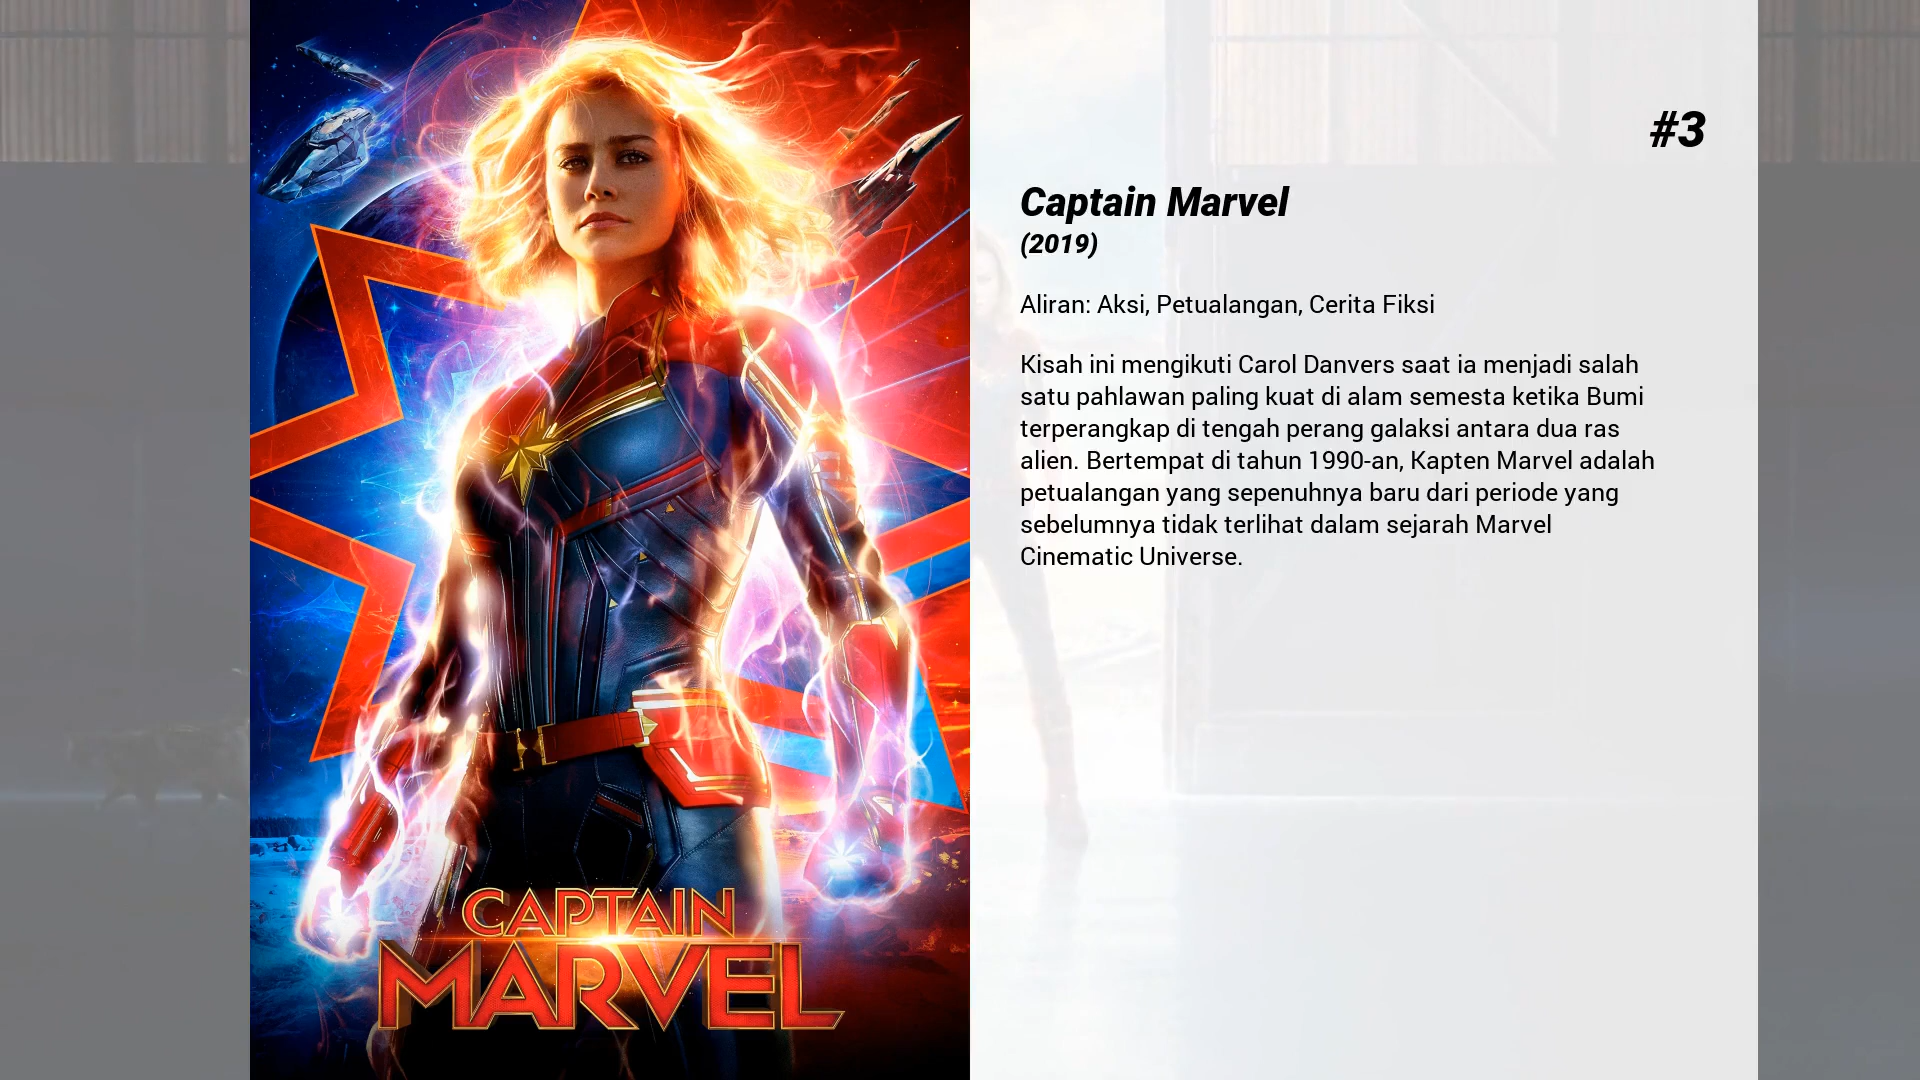 CAPTAIN
MARVEL
#3
Captain Marvel
(2019)
Aliran: Aksi, Petualangan, Cerita Fiksi
Kisah ini mengikuti Carol Danvers saat ia menjadi salah
satu pahlawan paling kuat di alam semesta ketika Bumi
terperangkap di tengah perang galaksi antara dua ras
alien. Bertempat di tahun 1990-an, Kapten Marvel adalah
petualangan yang sepenuhnya baru dari periode yang
sebelumnya tidak terlihat dalam sejarah Marvel
Cinematic Universe.